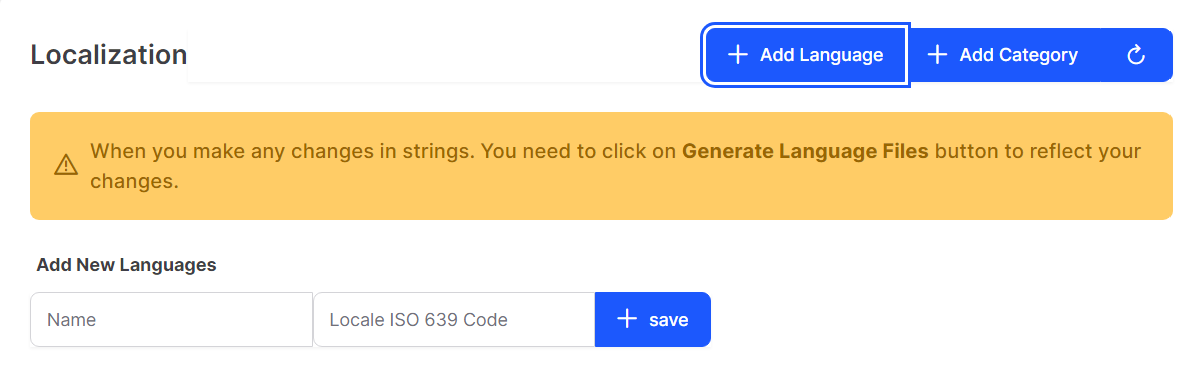 Localization
Add Language
Add Category
When you make any changes in strings. You need to click on Generate Language Files button to reflect your
changes.
Add New Languages
Name
Locale ISO 639 Code
save